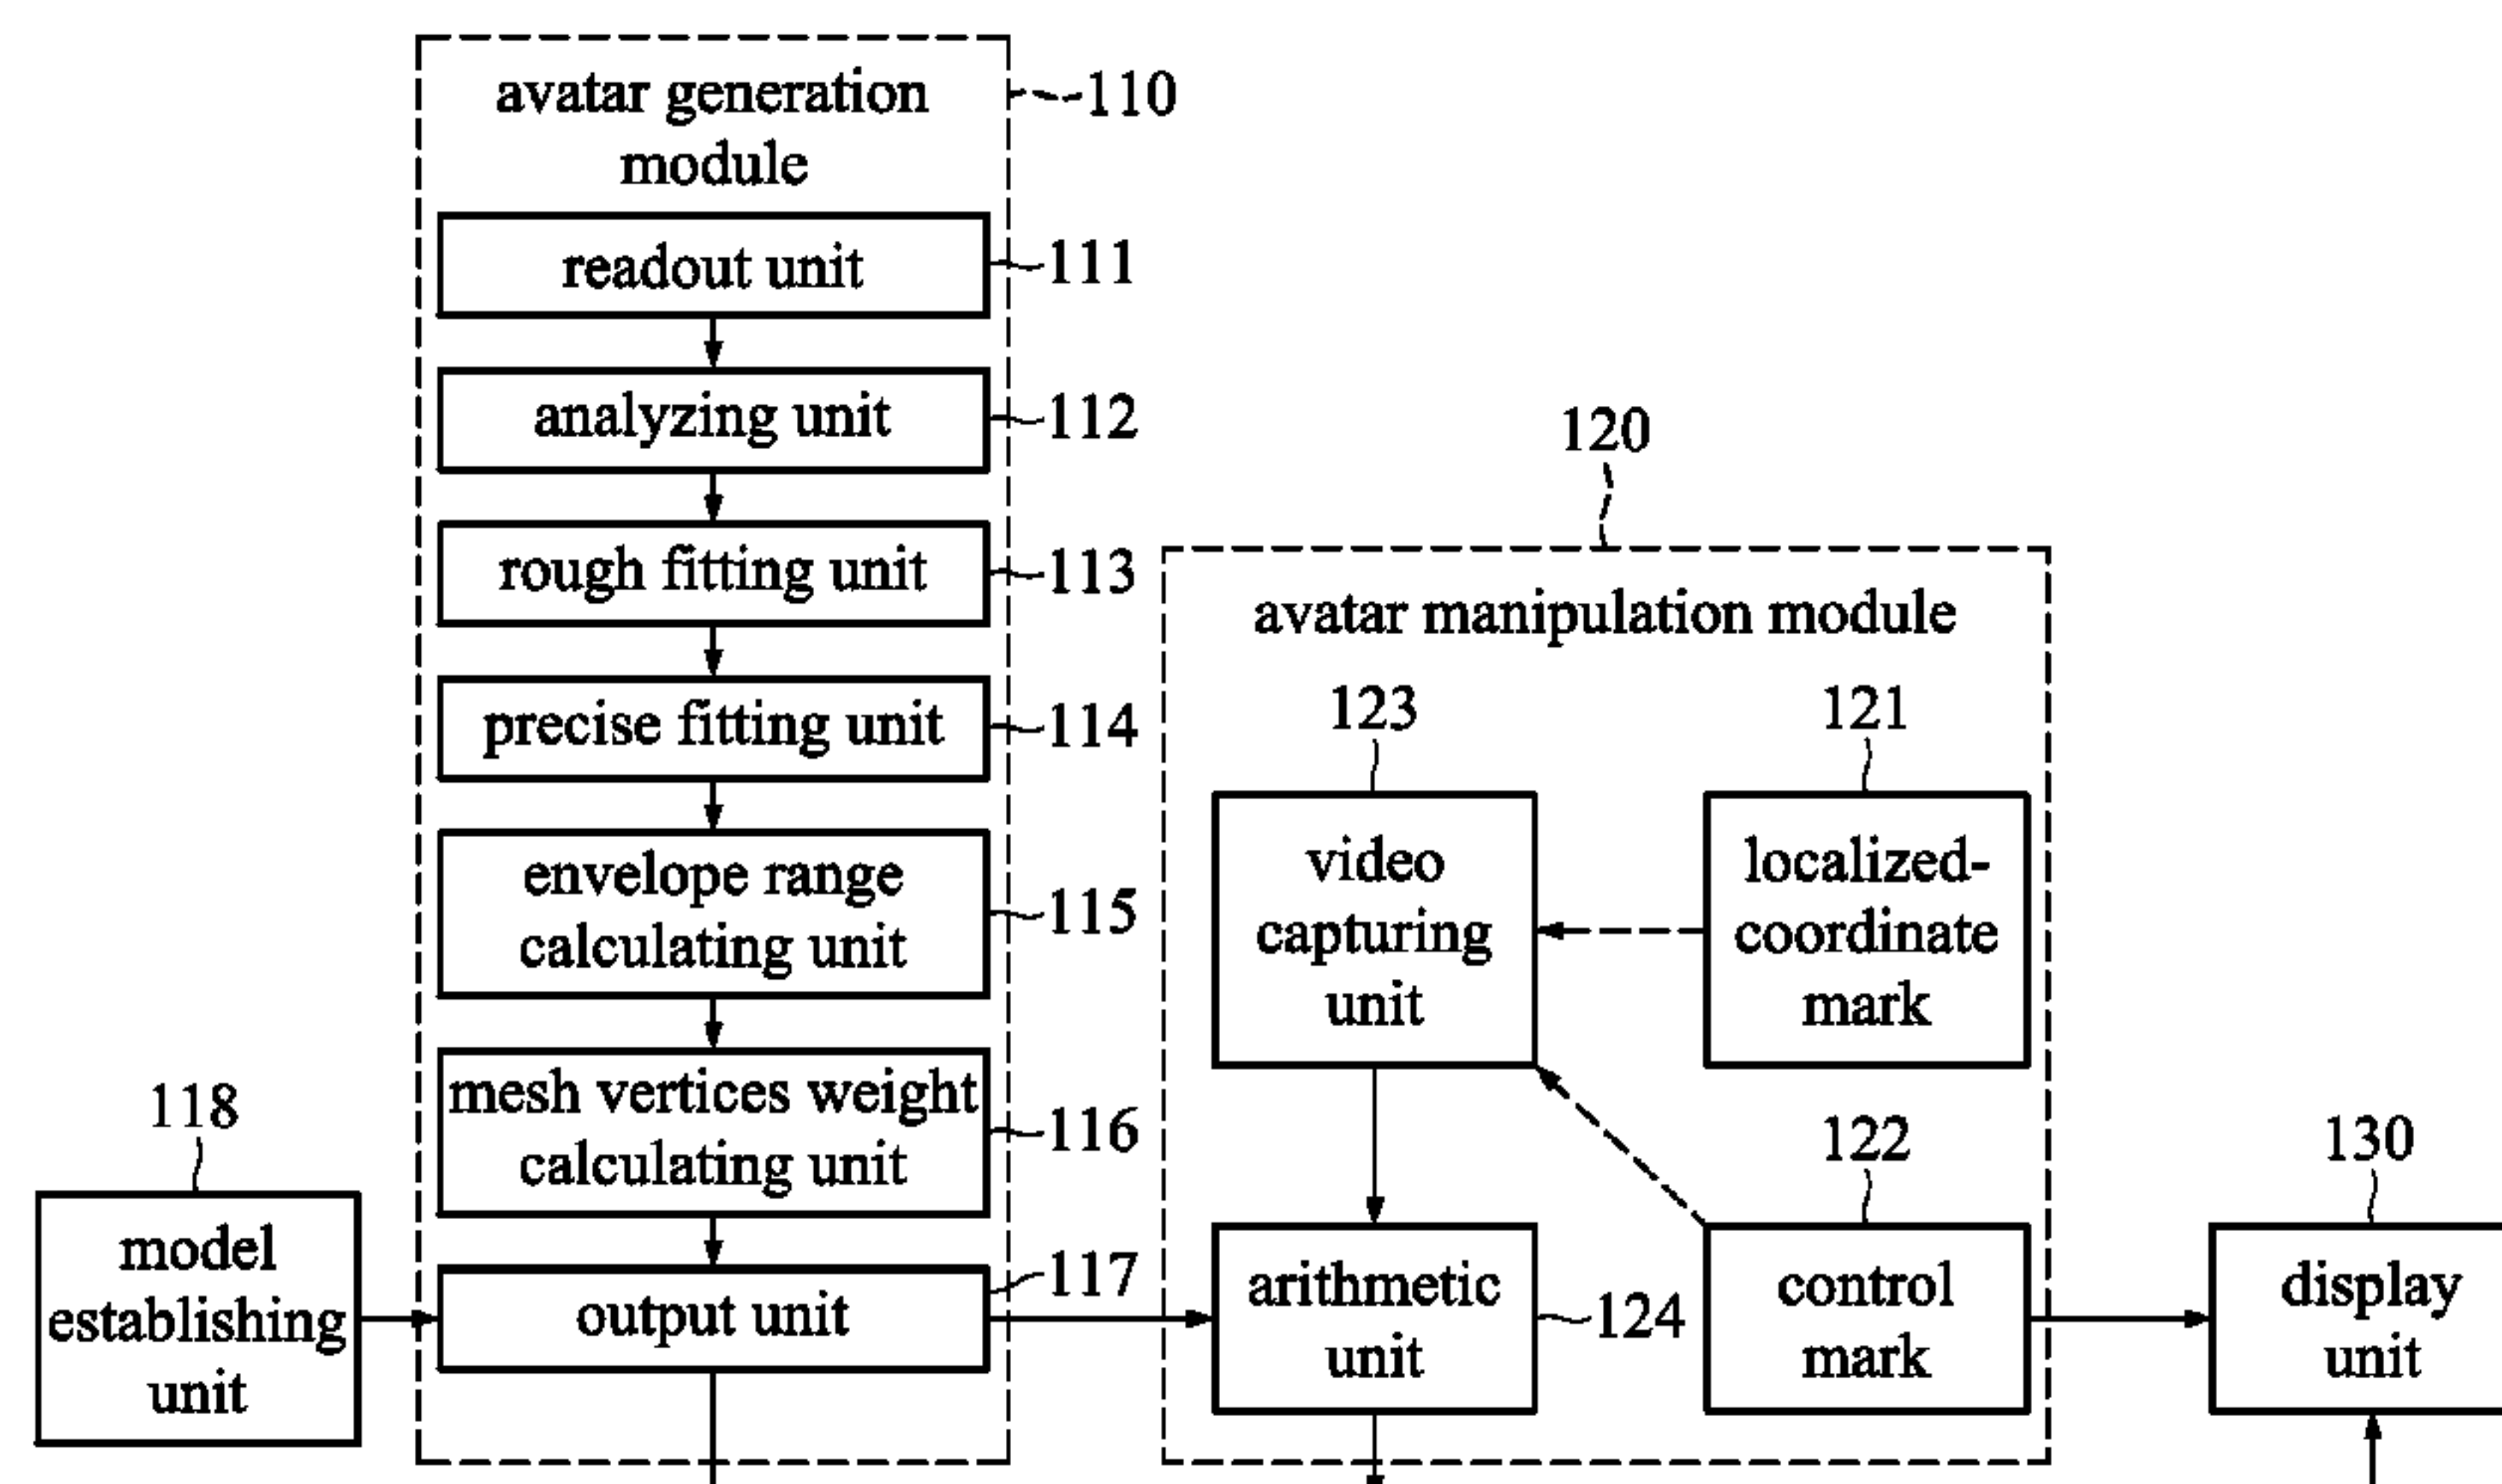 avatar generation
module
110
readout unit
111
analyzing unit
112
rough fitting unit
113
precise fitting unit
114
envelope range
calculating unit
115
mesh vertices weight
calculating unit
116
output unit
117
118
model
establishing
unit
120
avatar manipulation module
123
video
capturing
unit
121
localized-
coordinate
mark
arithmetic
unit
124
122
control
mark
130
display
unit